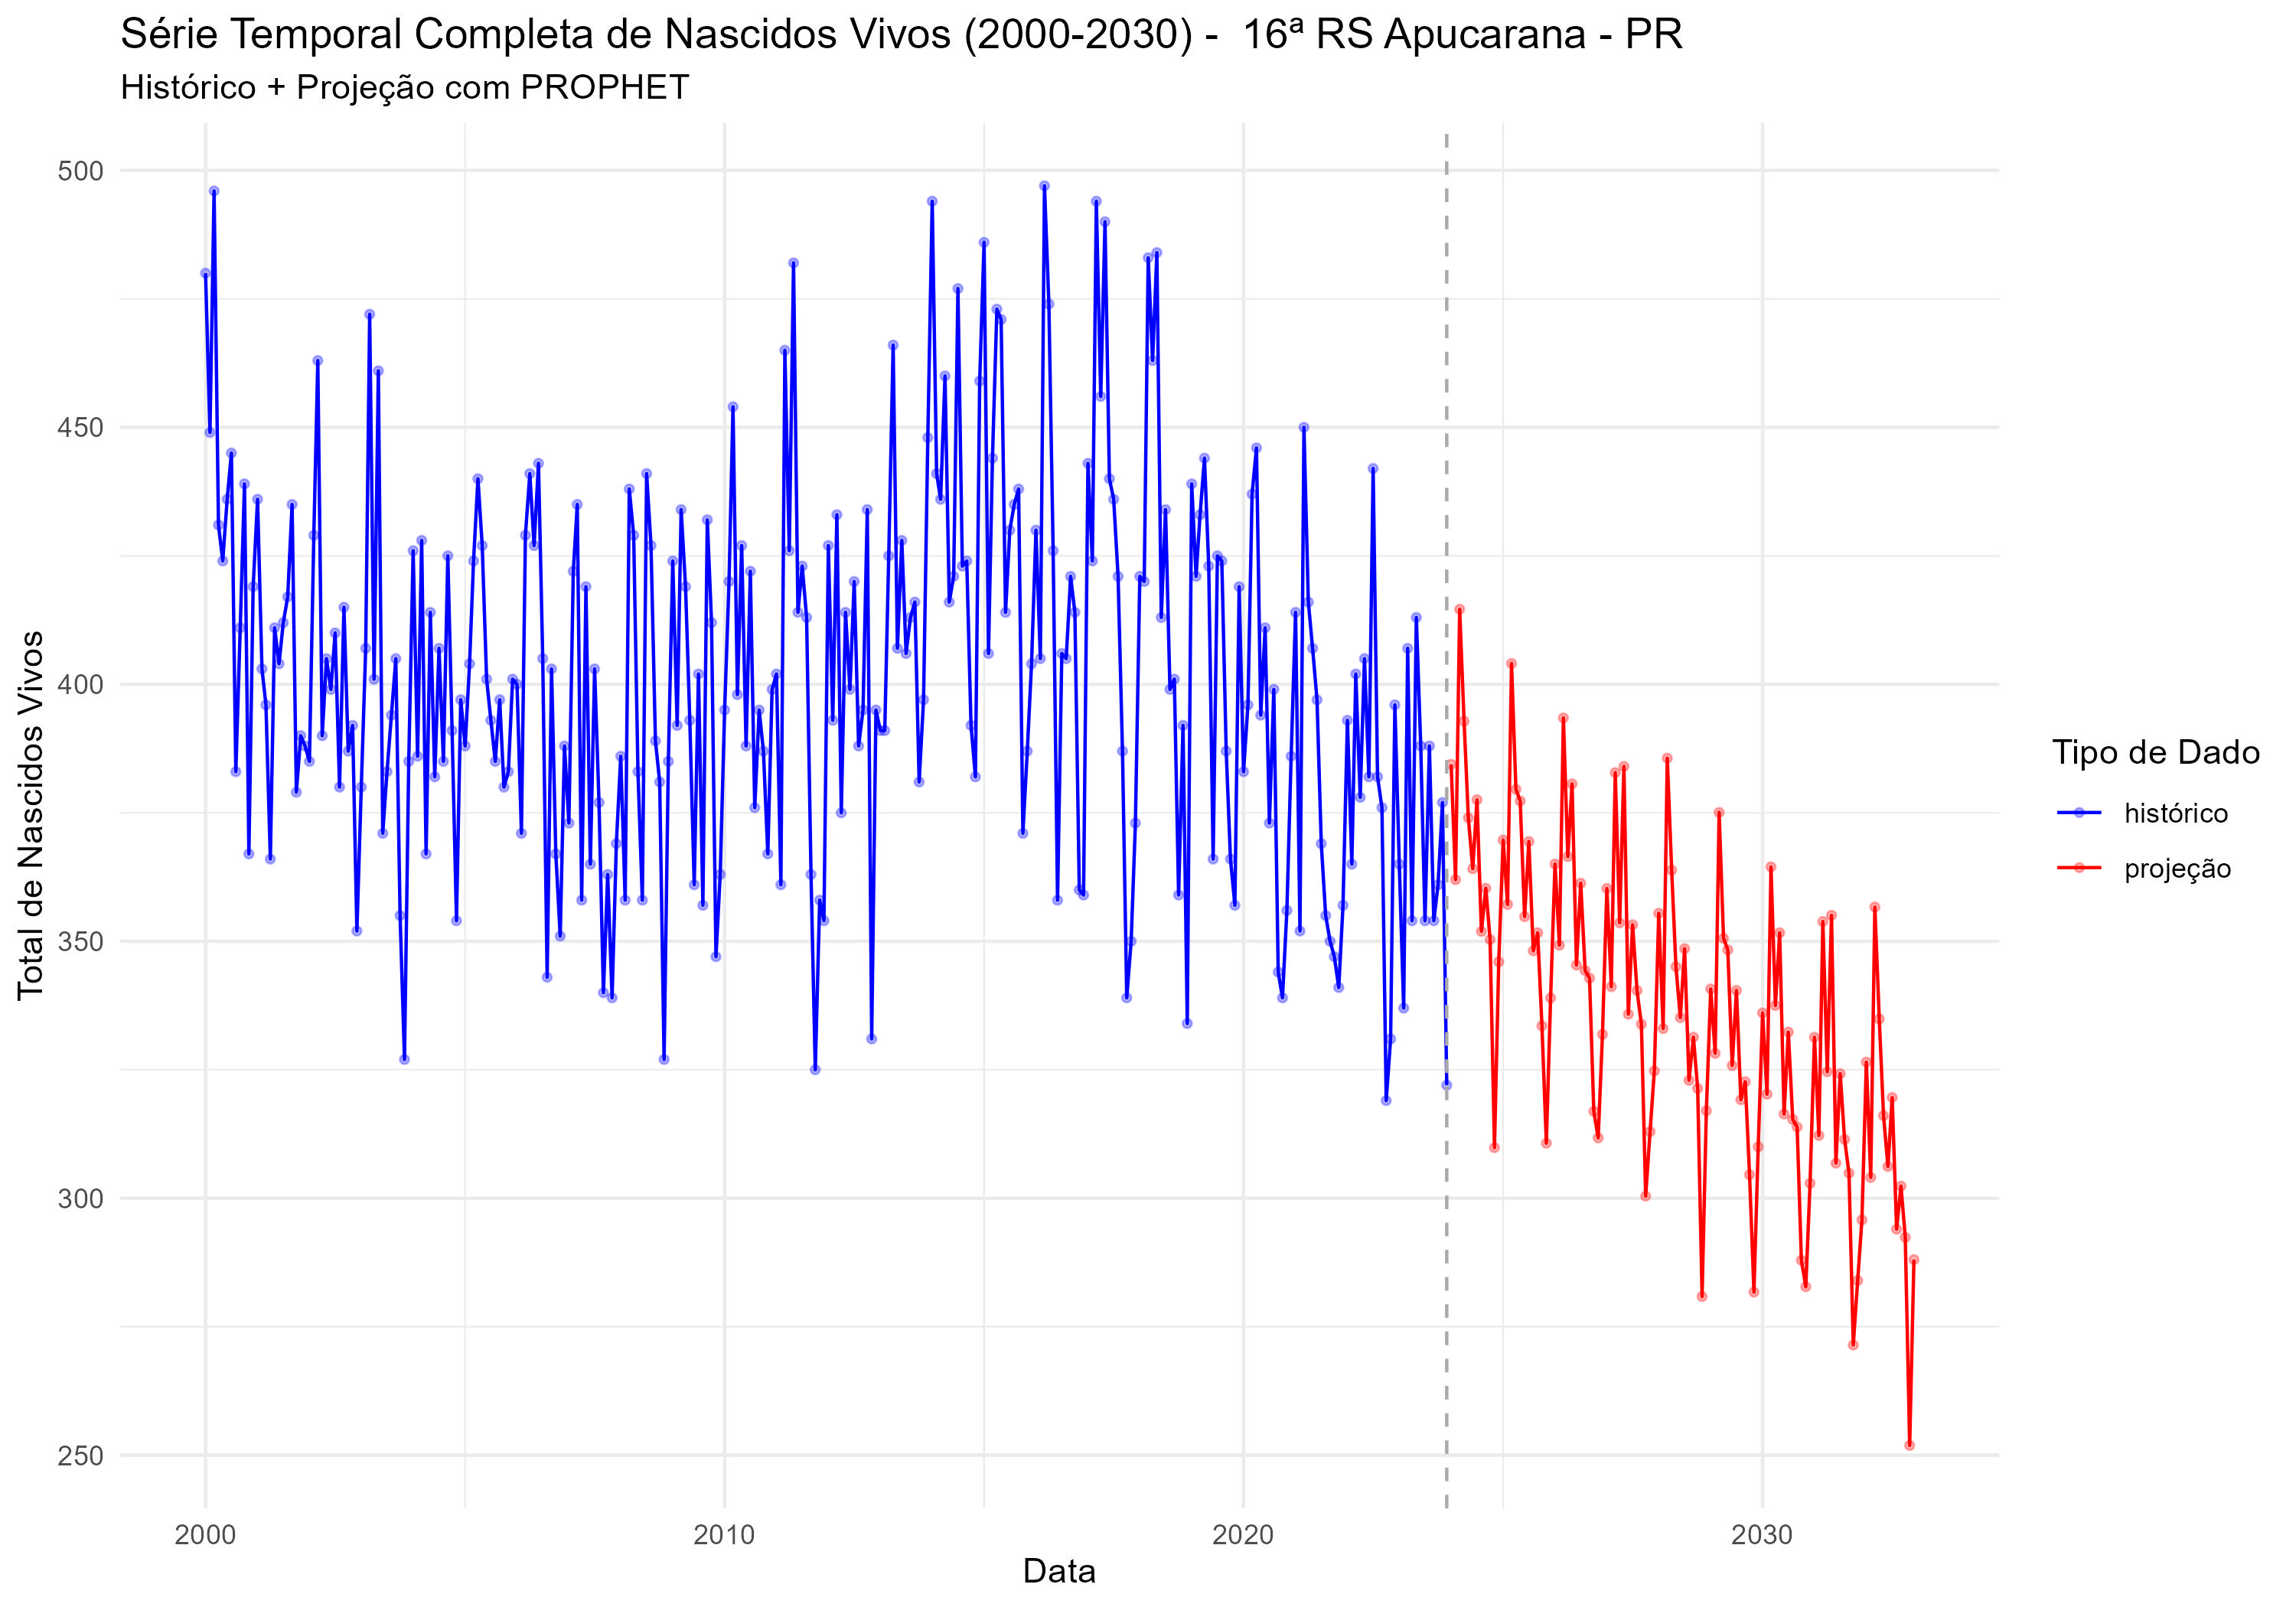 Série Temporal Completa de Nascidos Vivos (2000-2030) -  16ª RS Apucarana - PR
Histórico + Projeção com PROPHET
Total de Nascidos Vivos
500
450
400
350
300
250
2000
2010
2020
2030
Data
Tipo de Dado
histórico
projeção